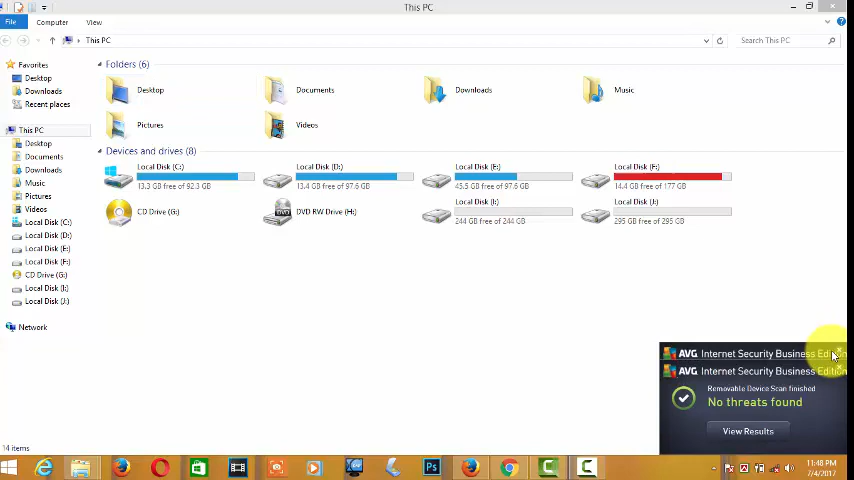 This PC
File
Computer
View
This PC
Search This PC
Favorites
Desktop
Downloads
Recent places
This PC
Desktop
Documents
Downloads
Music
Pictures
Videos
Local Disk (C:)
Local Disk (D:)
Local Disk (E:)
Local Disk (F:)
CD Drive (G:)
Local Disk (I:)
Local Disk (J:)
Network
Folders (6)
Desktop
Documents
Downloads
Music
Pictures
Videos
Devices and drives (8)
Local Disk (C:)
13.3 GB free of 92.3 GB
Local Disk (D:)
13.4 GB free of 97.6 GB
Local Disk (E:)
45.5 GB free of 97.6 GB
Local Disk (F:)
14.4 GB free of 177 GB
CD Drive (G:)
DVD RW Drive (H:)
DVD
Local Disk (I:)
244 GB free of 244 GB
Local Disk (J:)
295 GB free of 295 GB
AVG Internet Security Business Edition
AVG Internet Security Business Edition
Removable Device Scan finished
No threats found
View Results
14 items
Ps
11:48 PM
7/4/2017